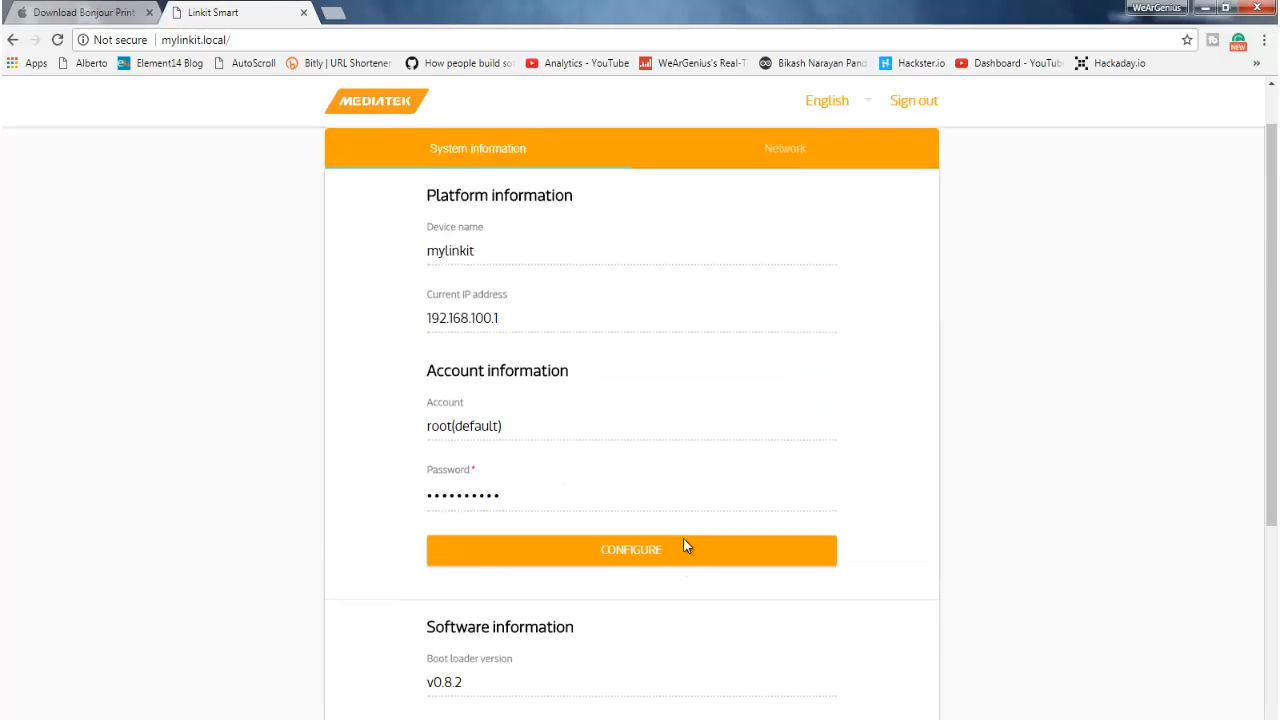 Download Bonjour Print
Linkit Smart
WeArGenius
Not secure
mylinkit.local/
NEW
Apps
Alberto
Element14 Blog
AutoScroll
Bitly | URL Shortener
How people build so
Analytics - YouTube
WeArGenius's Real-T
Bikash Narayan Pand
Hackster.io
Dashboard - YouTube
Hackaday.io
»
MEDIATEK
English
Sign out
System information
Network
Platform information
Device name
mylinkit
Current IP address
192.168.100.1
Account information
Account
root(default)
Password*
••••••••••
CONFIGURE
Software information
Boot loader version
v0.8.2